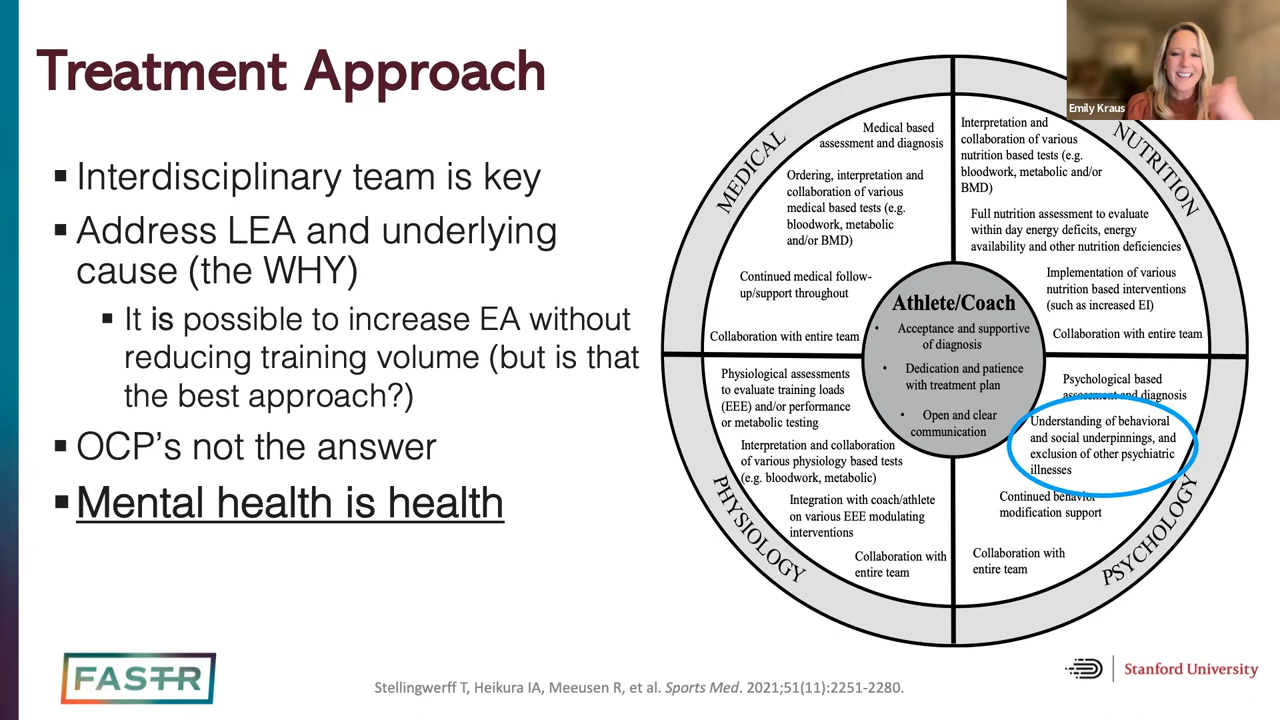 Treatment Approach
▪ Interdisciplinary team is key
▪ Address LEA and underlying
cause (the WHY)
▪ It is possible to increase EA without
reducing training volume (but is that
the best approach?)
▪ OCP's not the answer
▪ Mental health is health
Emily Kraus
MEDICAL
Medical based
assessment and diagnosis
Ordering, interpretation and
collaboration of various
medical based tests (e.g.
bloodwork, metabolic
and/or BMD)
Continued medical follow-
up/support throughout
Collaboration with entire team
NUTRITION
Interpretation and
collaboration of various
nutrition based tests (e.g.
bloodwork, metabolic and/or
BMD)
Full nutrition assessment to evaluate
within day energy deficits, energy
availability and other nutrition deficiencies
Implementation of various
nutrition based interventions
(such as increased EI)
Collaboration with entire team
Athlete/Coach
• Acceptance and supportive
of diagnosis
• Dedication and patience
with treatment plan
• Open and clear
communication
PHYSIOLOGY
Physiological assessments
to evaluate training loads
(EEE) and/or performance
or metabolic testing
Interpretation and collaboration
of various physiology based tests
(e.g. bloodwork, metabolic)
Integration with coach/athlete
on various EEE modulating
interventions
Collaboration with
entire team
PSYCHOLOGY
Psychological based
assessment and diagnosis
Understanding of behavioral
and social underpinnings, and
exclusion of other psychiatric
illnesses
Continued behavior
modification support
Collaboration with
entire team
FASTR
Stellingwerff T, Heikura IA, Meeusen R, et al. Sports Med. 2021;51(11):2251-2280.
Stanford University